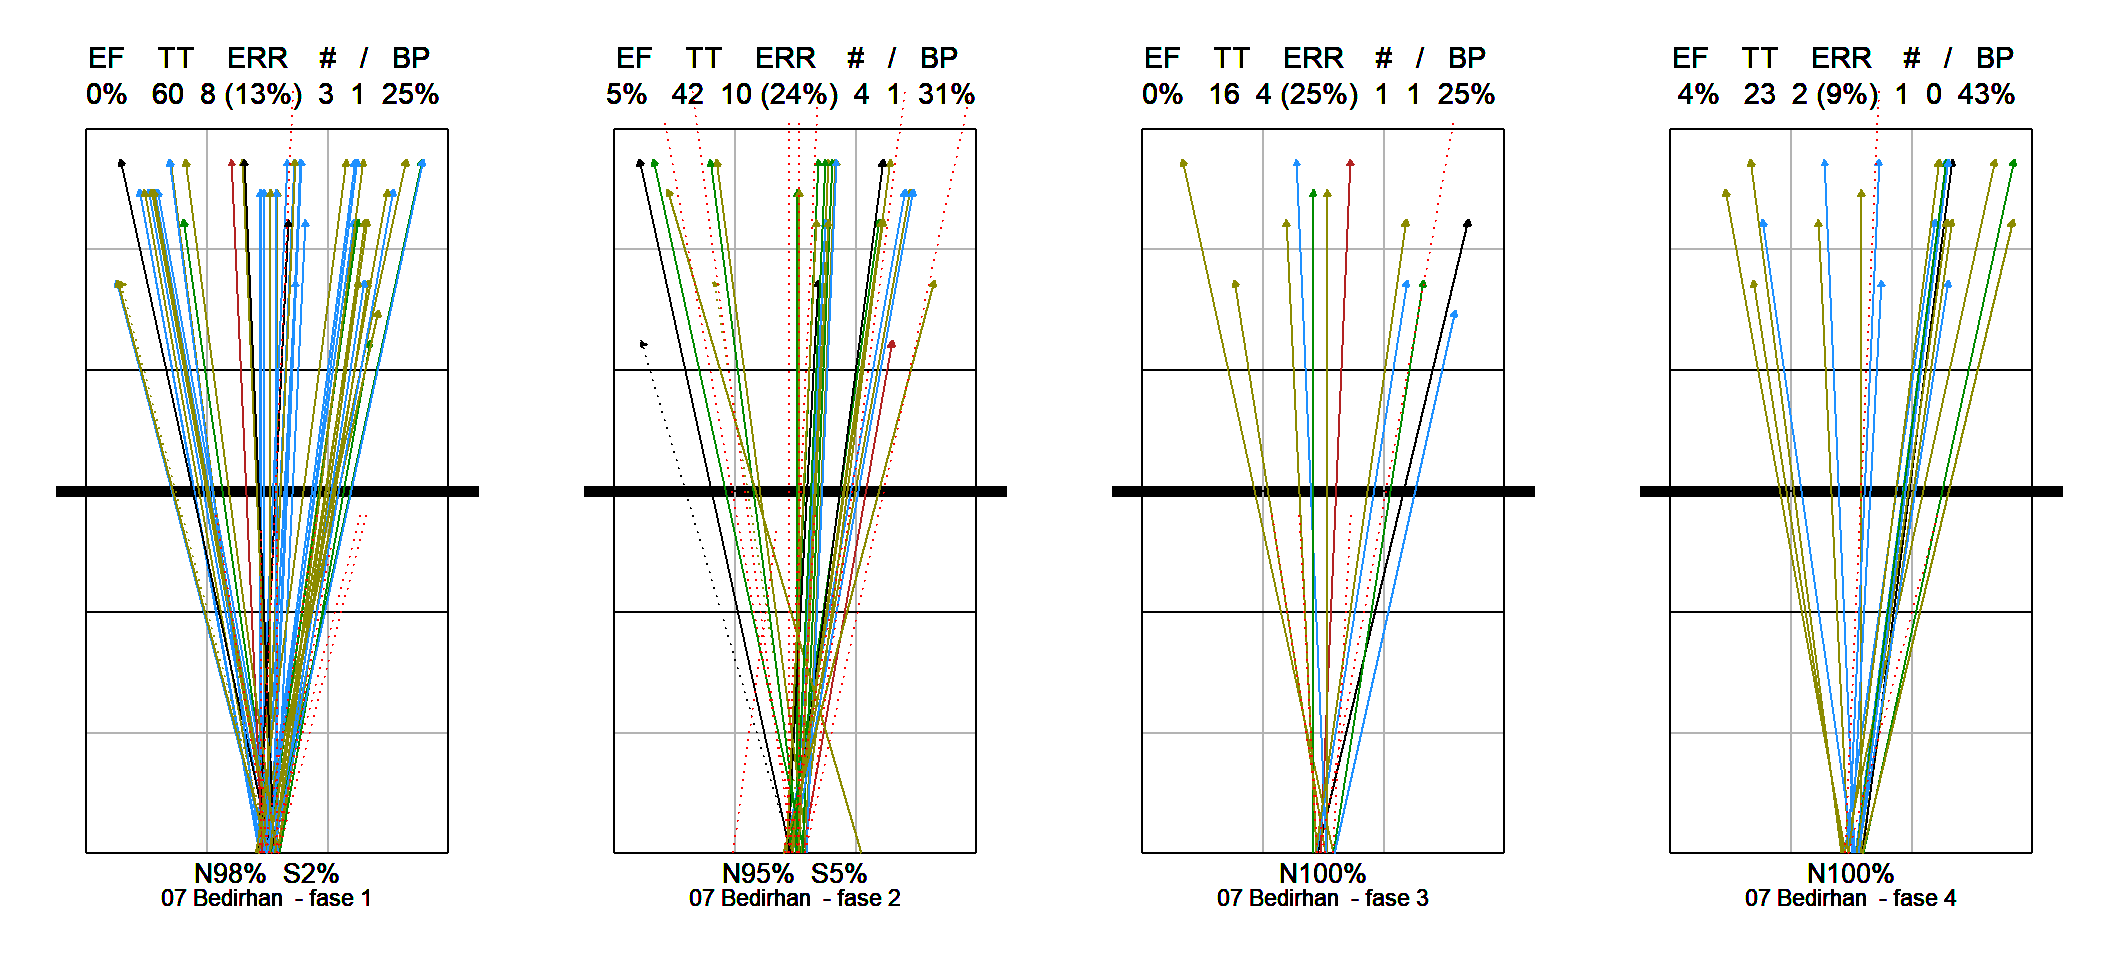 EF TT ERR # / BP
0% 60 8 (13%) 3 1 25%
N98% S2%
07 Bedirhan - fase 1
EF TT ERR # / BP
5% 42 10 (24%) 4 1 31%
N95% S5%
07 Bedirhan - fase 2
EF TT ERR # / BP
0% 16 4 (25%) 1 1 25%
N100%
07 Bedirhan - fase 3
EF TT ERR # / BP
4% 23 2 (9%) 1 0 43%
N100%
07 Bedirhan - fase 4